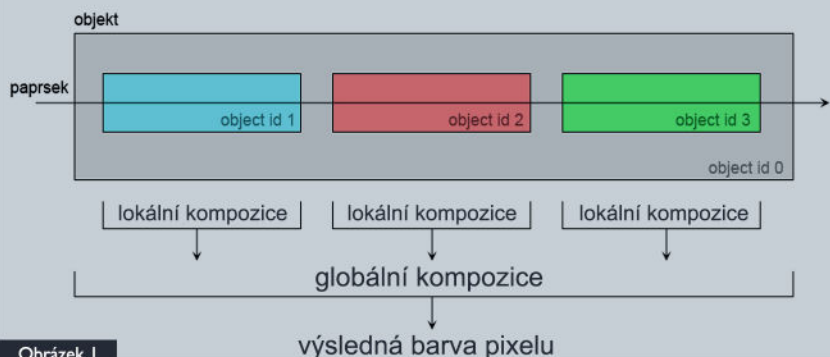 objekt
paprsek
object id 1
object id 2
object id 3
object id 0
lokální kompozice
lokální kompozice
lokální kompozice
globální kompozice
výsledná barva pixelu
Obrázek 1